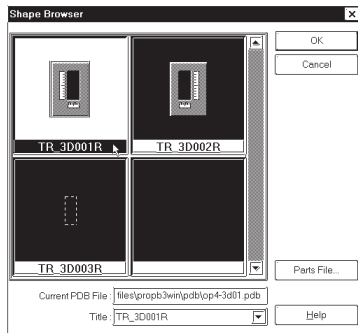 Shape Browser
OK
Cancel
TR_3D001R
TR_3D002R
TR_3D003R
Parts File...
Current PDB File : files\propb3win\pdb\op4-3d01.pdb
Title : TR_3D001R
Help